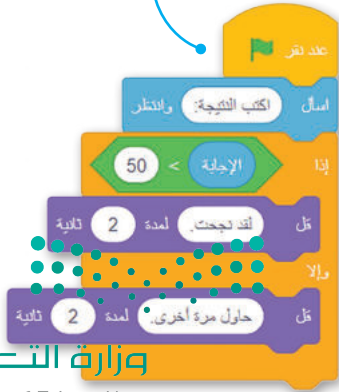 عند نقر
اسأل اكتب النتيجة: وانتظر
إذا الإجابة > 50
قل لقد نجحت. لمدة 2 ثانية
وإلا
قل حاول مرة أخرى. لمدة 2 ثانية
وزارة التـ